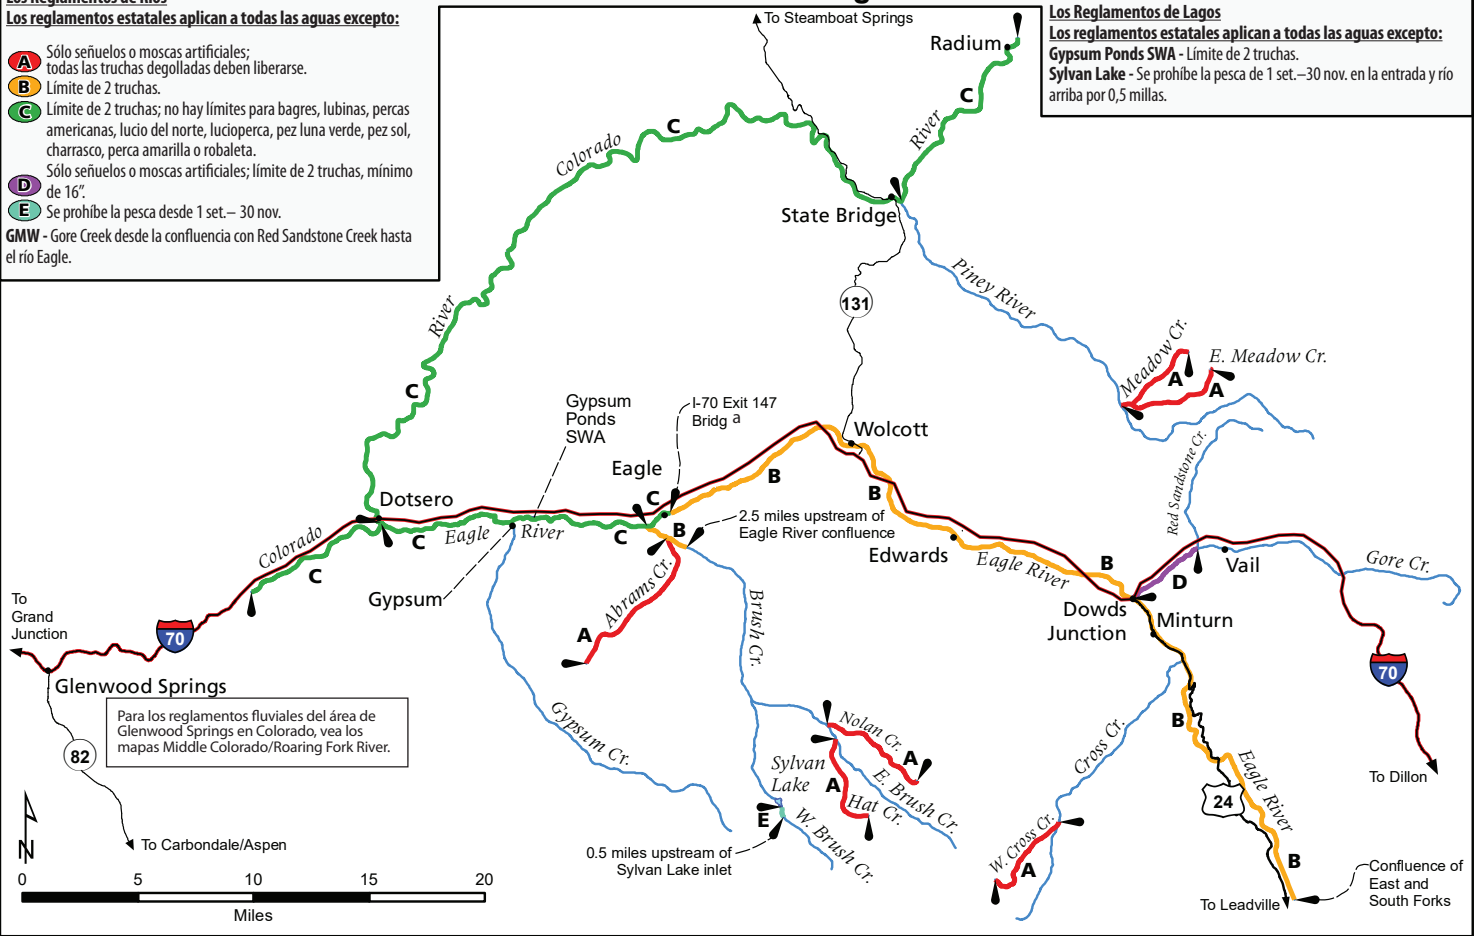 Los Reglamentos de Ríos
Los reglamentos estatales aplican a todas las aguas excepto:
A Sólo señuelos o moscas artificiales;
todas las truchas degolladas deben liberarse.
B Límite de 2 truchas.
C Límite de 2 truchas; no hay límites para bagres, lubinas, percas
americanas, lucio del norte, lucioperca, pez luna verde, pez sol,
charrasco, perca amarilla o robaleta.
D Sólo señuelos o moscas artificiales; límite de 2 truchas, mínimo
de 16”.
E Se prohíbe la pesca desde 1 set.– 30 nov.
GMW - Gore Creek desde la confluencia con Red Sandstone Creek hasta
el río Eagle.
Los Reglamentos de Lagos
Los reglamentos estatales aplican a todas las aguas excepto:
Gypsum Ponds SWA - Límite de 2 truchas.
Sylvan Lake - Se prohíbe la pesca de 1 set.–30 nov. en la entrada y río
arriba por 0,5 millas.
To Steamboat Springs
Radium
C
River
C
Colorado
State Bridge
Piney River
131
River
C
Meadow Cr.
A
E. Meadow Cr.
A
Gypsum
Ponds
SWA
I-70 Exit 147
Bridg a
Wolcott
Eagle
B
C
B
Red Sandstone Cr.
Dotsero
Colorado
C
C
Eagle
River
C
B
2.5 miles upstream of
Eagle River confluence
Edwards
Eagle River
B
D
Vail
Gore Cr.
Gypsum
Abrams Cr.
A
Brush Cr.
Dowds
Junction
Minturn
To
Grand
Junction
70
70
Glenwood Springs
Para los reglamentos fluviales del área de
Glenwood Springs en Colorado, vea los
mapas Middle Colorado/Roaring Fork River.
82
Gypsum Cr.
Nolan Cr.
A
Sylvan
Lake
A
Hat Cr.
E. Brush Cr.
E
W. Brush Cr.
Cross Cr.
B
Eagle River
24
To Dillon
N
To Carbondale/Aspen
0.5 miles upstream of
Sylvan Lake inlet
W. Cross Cr.
A
B
Confluence of
East and
South Forks
To Leadville
0 5 10 15 20
Miles